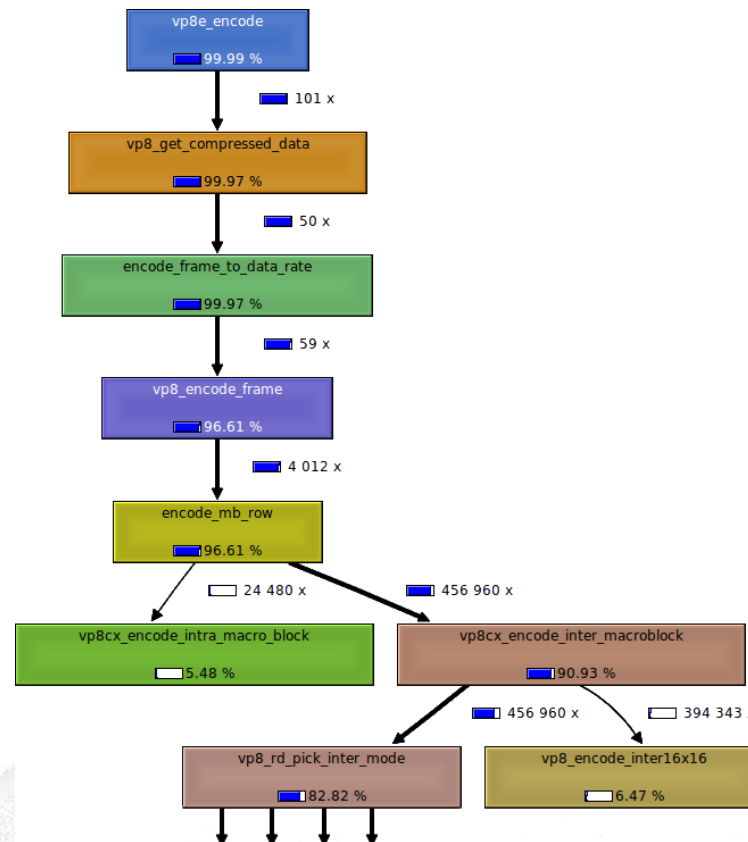 vp8e_encode
99.99 %
101 x
vp8_get_compressed_data
99.97 %
50 x
encode_frame_to_data_rate
99.97 %
59 x
vp8_encode_frame
96.61 %
4 012 x
encode_mb_row
96.61 %
24 480 x
456 960 x
vp8cx_encode_intra_macro_block
5.48 %
vp8cx_encode_inter_macroblock
90.93 %
456 960 x
394 343
vp8_rd_pick_inter_mode
82.82 %
vp8_encode_inter16x16
6.47 %